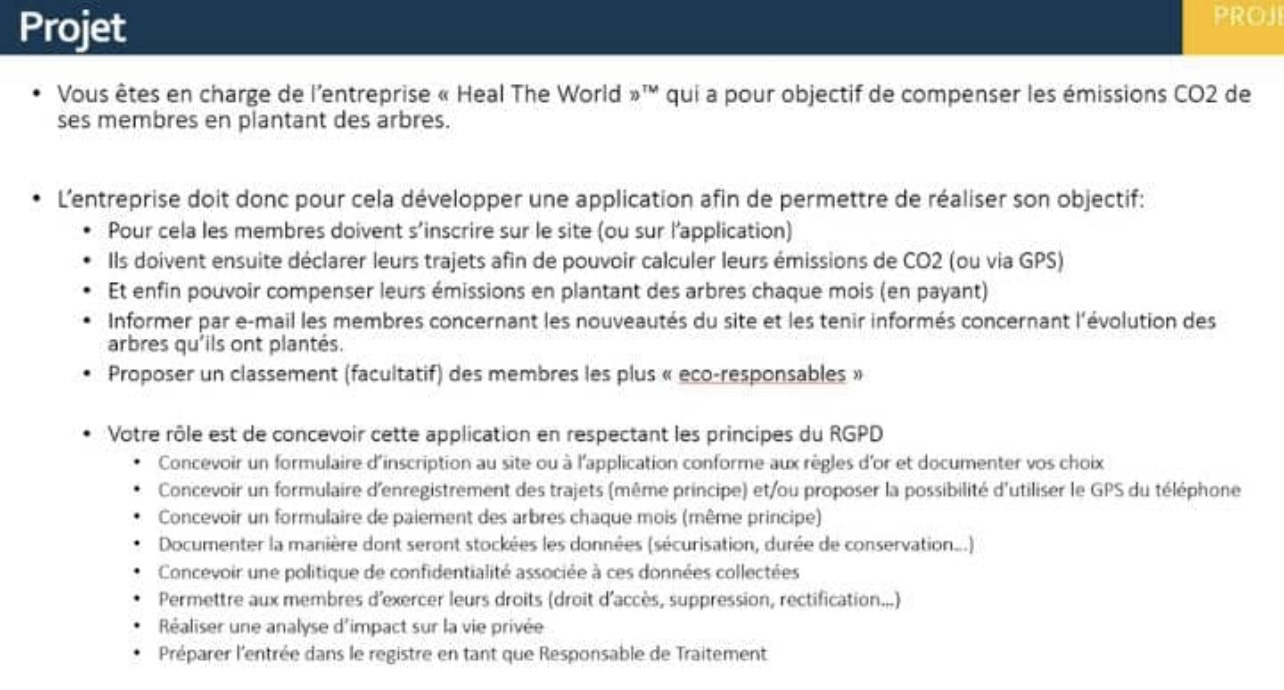 Projet
• Vous êtes en charge de l'entreprise « Heal The World »™ qui a pour objectif de compenser les émissions CO2 de
ses membres en plantant des arbres.
• L'entreprise doit donc pour cela développer une application afin de permettre de réaliser son objectif:
• Pour cela les membres doivent s'inscrire sur le site (ou sur l'application)
• Ils doivent ensuite déclarer leurs trajets afin de pouvoir calculer leurs émissions de CO2 (ou via GPS)
• Et enfin pouvoir compenser leurs émissions en plantant des arbres chaque mois (en payant)
• Informer par e-mail les membres concernant les nouveautés du site et les tenir informés concernant l'évolution des
arbres qu'ils ont plantés.
• Proposer un classement (facultatif) des membres les plus « eco-responsables »
• Votre rôle est de concevoir cette application en respectant les principes du RGPD
• Concevoir un formulaire d'inscription au site ou à l'application conforme aux règles d'or et documenter vos choix
• Concevoir un formulaire d'enregistrement des trajets (même principe) et/ou proposer la possibilité d'utiliser le GPS du téléphone
• Concevoir un formulaire de paiement des arbres chaque mois (même principe)
• Documenter la manière dont seront stockées les données (sécurisation, durée de conservation...)
• Concevoir une politique de confidentialité associée à ces données collectées
• Permettre aux membres d'exercer leurs droits (droit d'accès, suppression, rectification...)
• Réaliser une analyse d'impact sur la vie privée
• Préparer l'entrée dans le registre en tant que Responsable de Traitement